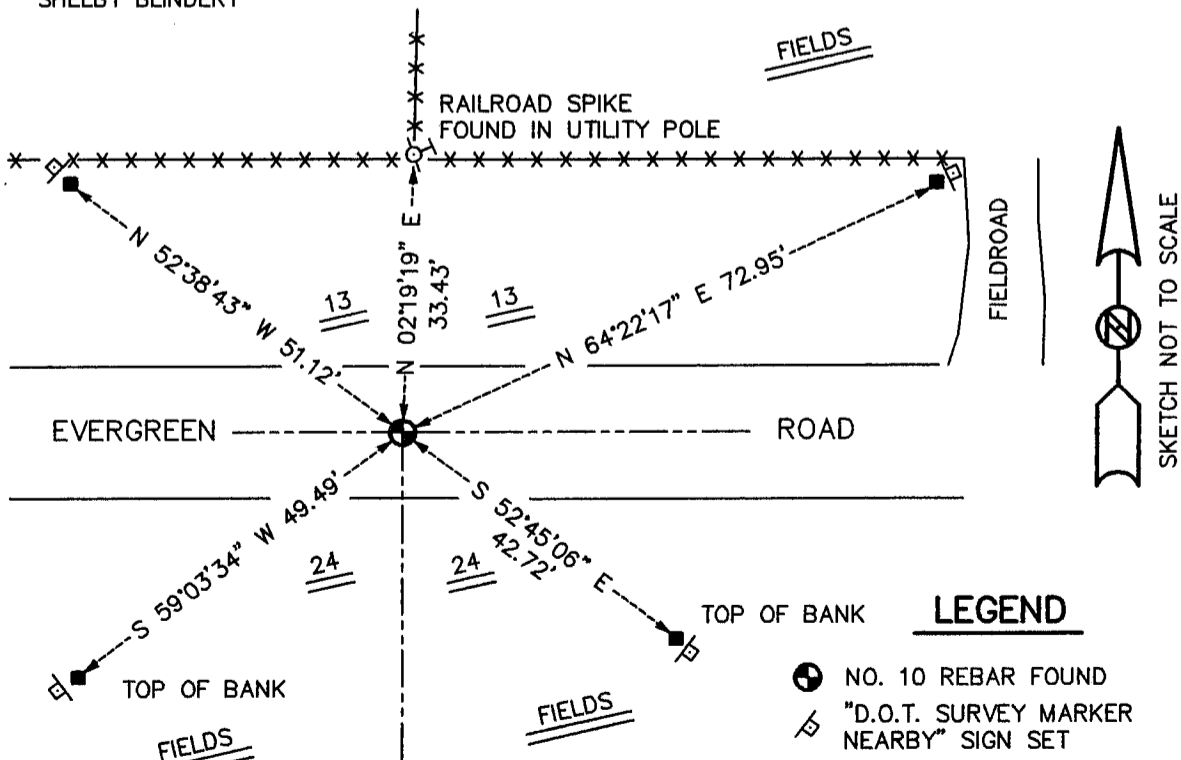 FIELDS
RAILROAD SPIKE
FOUND IN UTILITY POLE
N 52°38'43" W 51.12'
N 02°19'19" E
33.43'
N 64°22'17" E 72.95'
13
13
FIELDROAD
SKETCH NOT TO SCALE
N
EVERGREEN
ROAD
S 59°03'34" W 49.49'
S 52°45'06" E
42.72'
24
24
TOP OF BANK
TOP OF BANK
FIELDS
FIELDS
LEGEND
NO. 10 REBAR FOUND
"D.O.T. SURVEY MARKER
NEARBY" SIGN SET